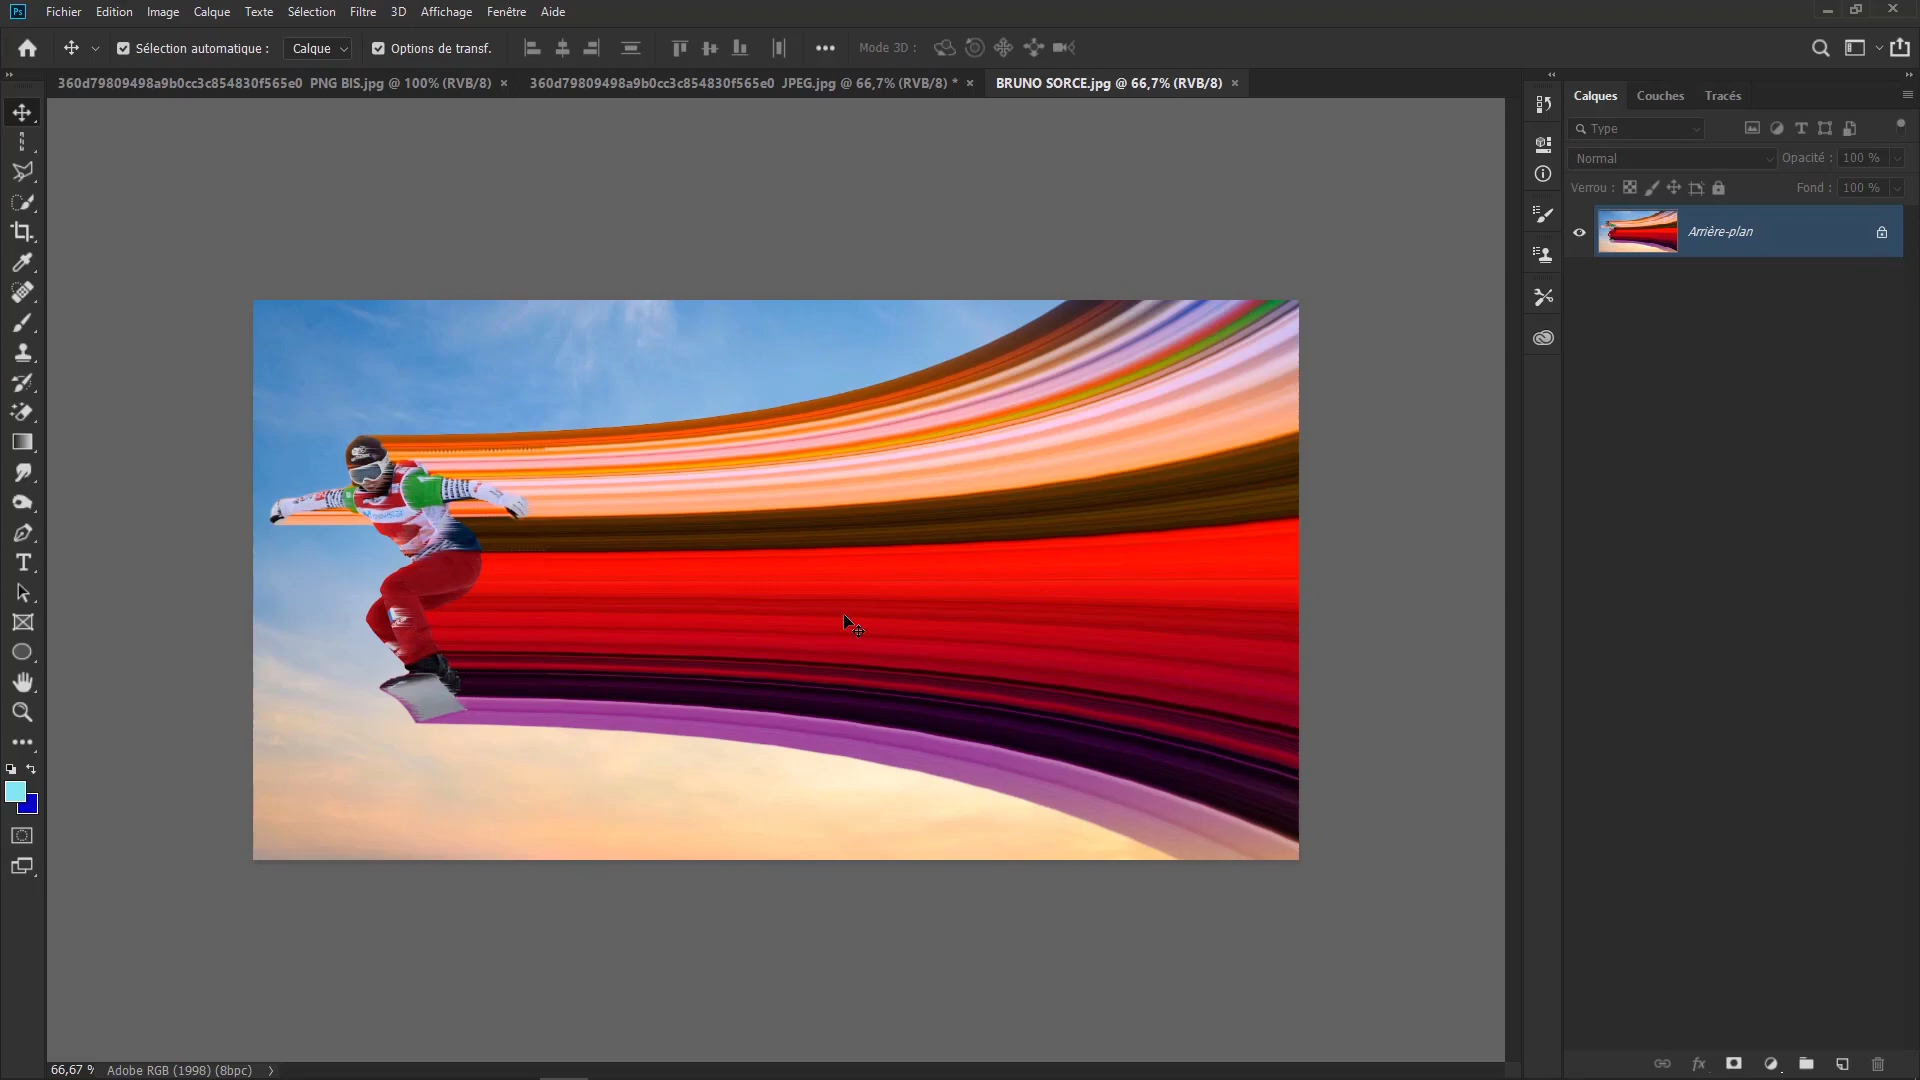 Ps Fichier Edition Image Calque Texte Sélection Filtre 3D Affichage Fenêtre Aide
Sélection automatique : Calque Options de transf. Mode 3D :
360d79809498a9b0cc3c854830f565e0 PNG BIS.jpg @ 100% (RVB/8) × 360d79809498a9b0cc3c854830f565e0 JPEG.jpg @ 66,7% (RVB/8) * × BRUNO SORCE.jpg @ 66,7% (RVB/8) ×
Calques Couches Tracés
Type
Normal Opacité : 100 %
Verrou : Fond : 100 %
Arrière-plan
66,67 % Adobe RGB (1998) (8bpc)